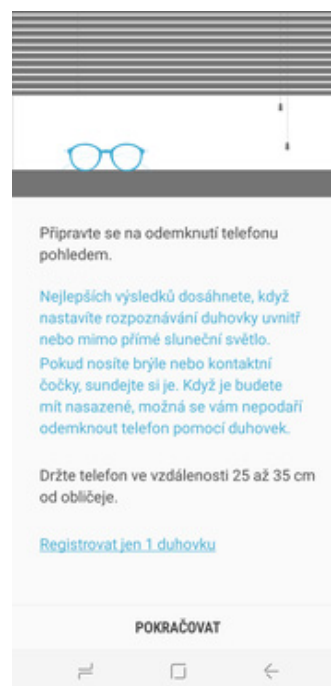 Připravte se na odemknutí telefonu
pohledem.
Nejlepších výsledků dosáhnete, když
nastavíte rozpoznávání duhovky uvnitř
nebo mimo přímé sluneční světlo.
Pokud nosíte brýle nebo kontaktní
čočky, sundejte si je. Když je budete
mít nasazené, možná se vám nepodaří
odemknout telefon pomocí duhovek.
Držte telefon ve vzdálenosti 25 až 35 cm
od obličeje.
Registrovat jen 1 duhovku
POKRAČOVAT